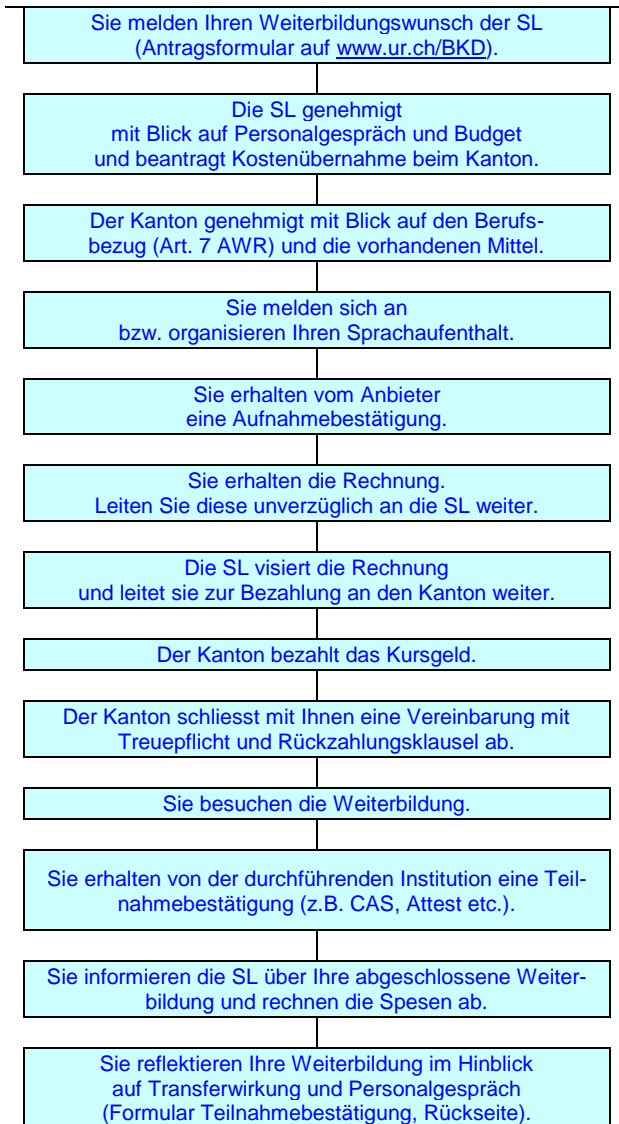 Sie melden Ihren Weiterbildungswunsch der SL
(Antragsformular auf www.ur.ch/BKD).
Die SL genehmigt
mit Blick auf Personalgespräch und Budget
und beantragt Kostenübernahme beim Kanton.
Der Kanton genehmigt mit Blick auf den Berufs-
bezug (Art. 7 AWR) und die vorhandenen Mittel.
Sie melden sich an
bzw. organisieren Ihren Sprachaufenthalt.
Sie erhalten vom Anbieter
eine Aufnahmebestätigung.
Sie erhalten die Rechnung.
Leiten Sie diese unverzüglich an die SL weiter.
Die SL visiert die Rechnung
und leitet sie zur Bezahlung an den Kanton weiter.
Der Kanton bezahlt das Kursgeld.
Der Kanton schliesst mit Ihnen eine Vereinbarung mit
Treuepflicht und Rückzahlungsklausel ab.
Sie besuchen die Weiterbildung.
Sie erhalten von der durchführenden Institution eine Teil-
nahmebestätigung (z.B. CAS, Attest etc.).
Sie informieren die SL über Ihre abgeschlossene Weiter-
bildung und rechnen die Spesen ab.
Sie reflektieren Ihre Weiterbildung im Hinblick
auf Transferwirkung und Personalgespräch
(Formular Teilnahmebestätigung, Rückseite).